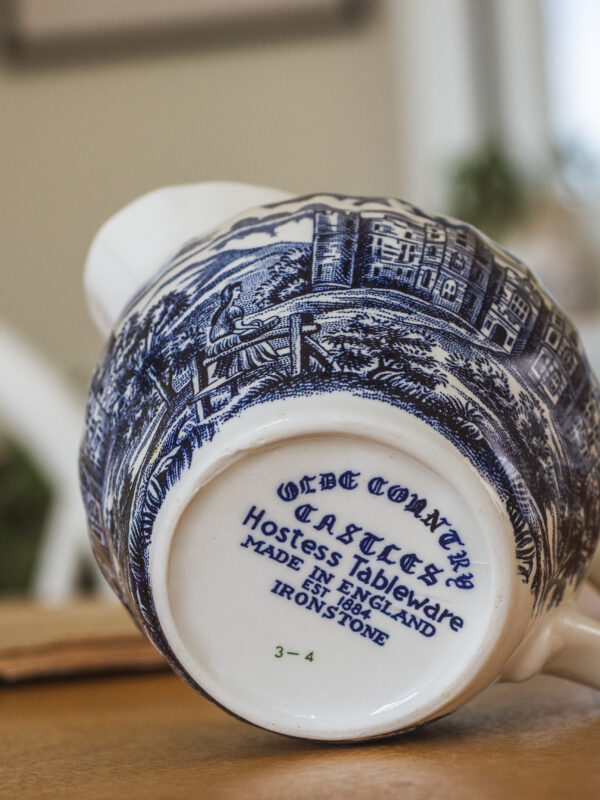 OLDE COUNTRY
CASTLES
Hostess Tableware
MADE IN ENGLAND
EST 1884
IRONSTONE
3-4